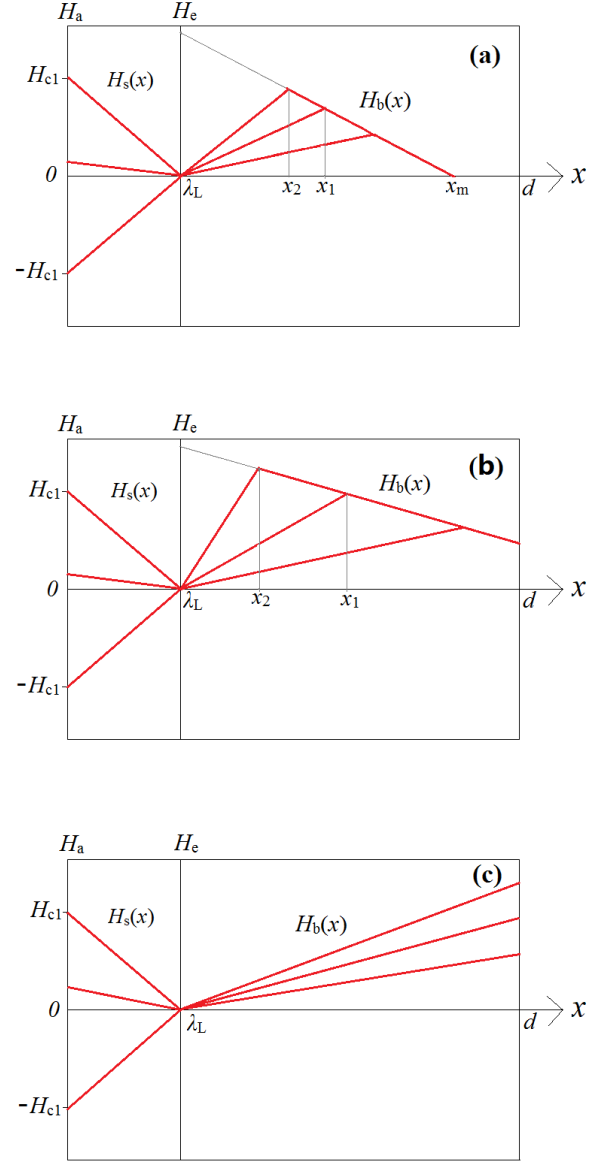 Ha He
(a)
Hc1 Hs(x) Hb(x)
0 λL x2 x1 xm d x
-Hc1
Ha He
(b)
Hc1 Hs(x) Hb(x)
0 λL x2 x1 d x
-Hc1
Ha He
(c)
Hc1 Hs(x) Hb(x)
0 λL d x
-Hc1